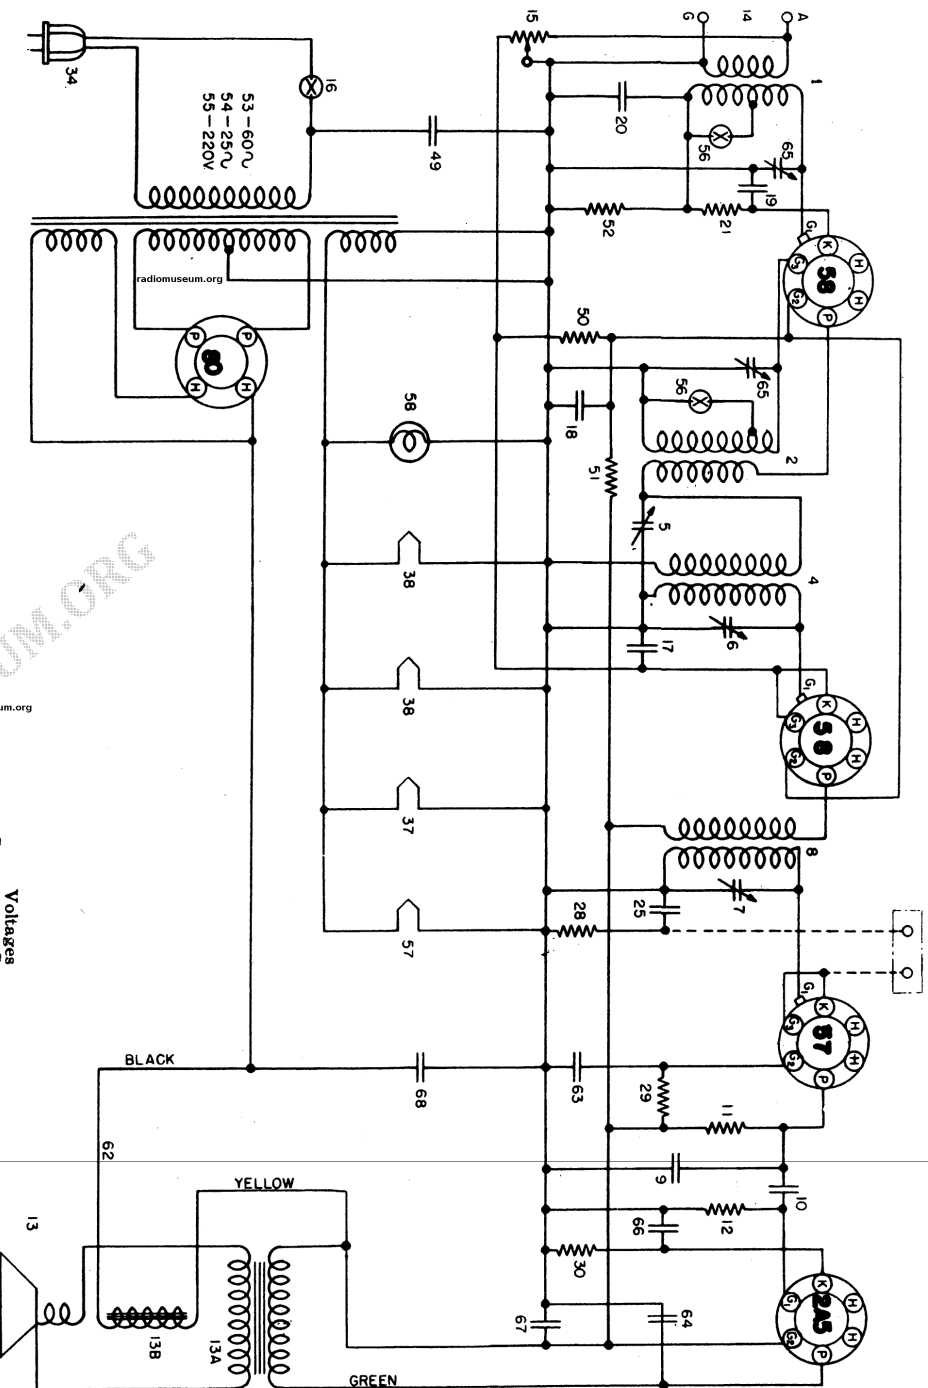 15
G
14
A
34
16
53-60∿
54-25∿
55-220V.
49
20
1
56
65
19
52
21
G1
K
H
G3
58
G2
H
P
radiomuseum.org
P
P
80
H
H
50
65
56
18
58
2
51
5
38
4
6
17
G1
K
H
G3
58
G2
H
P
38
UM.ORG
um.org
37
8
7
25
28
57
G1
K
H
G3
57
G2
H
P
Voltages
BLACK
68
63
29
11
62
9
10
YELLOW
66
12
13
30
K
H
G1
2A5
G2
H
P
67
64
13B
13A
GREEN